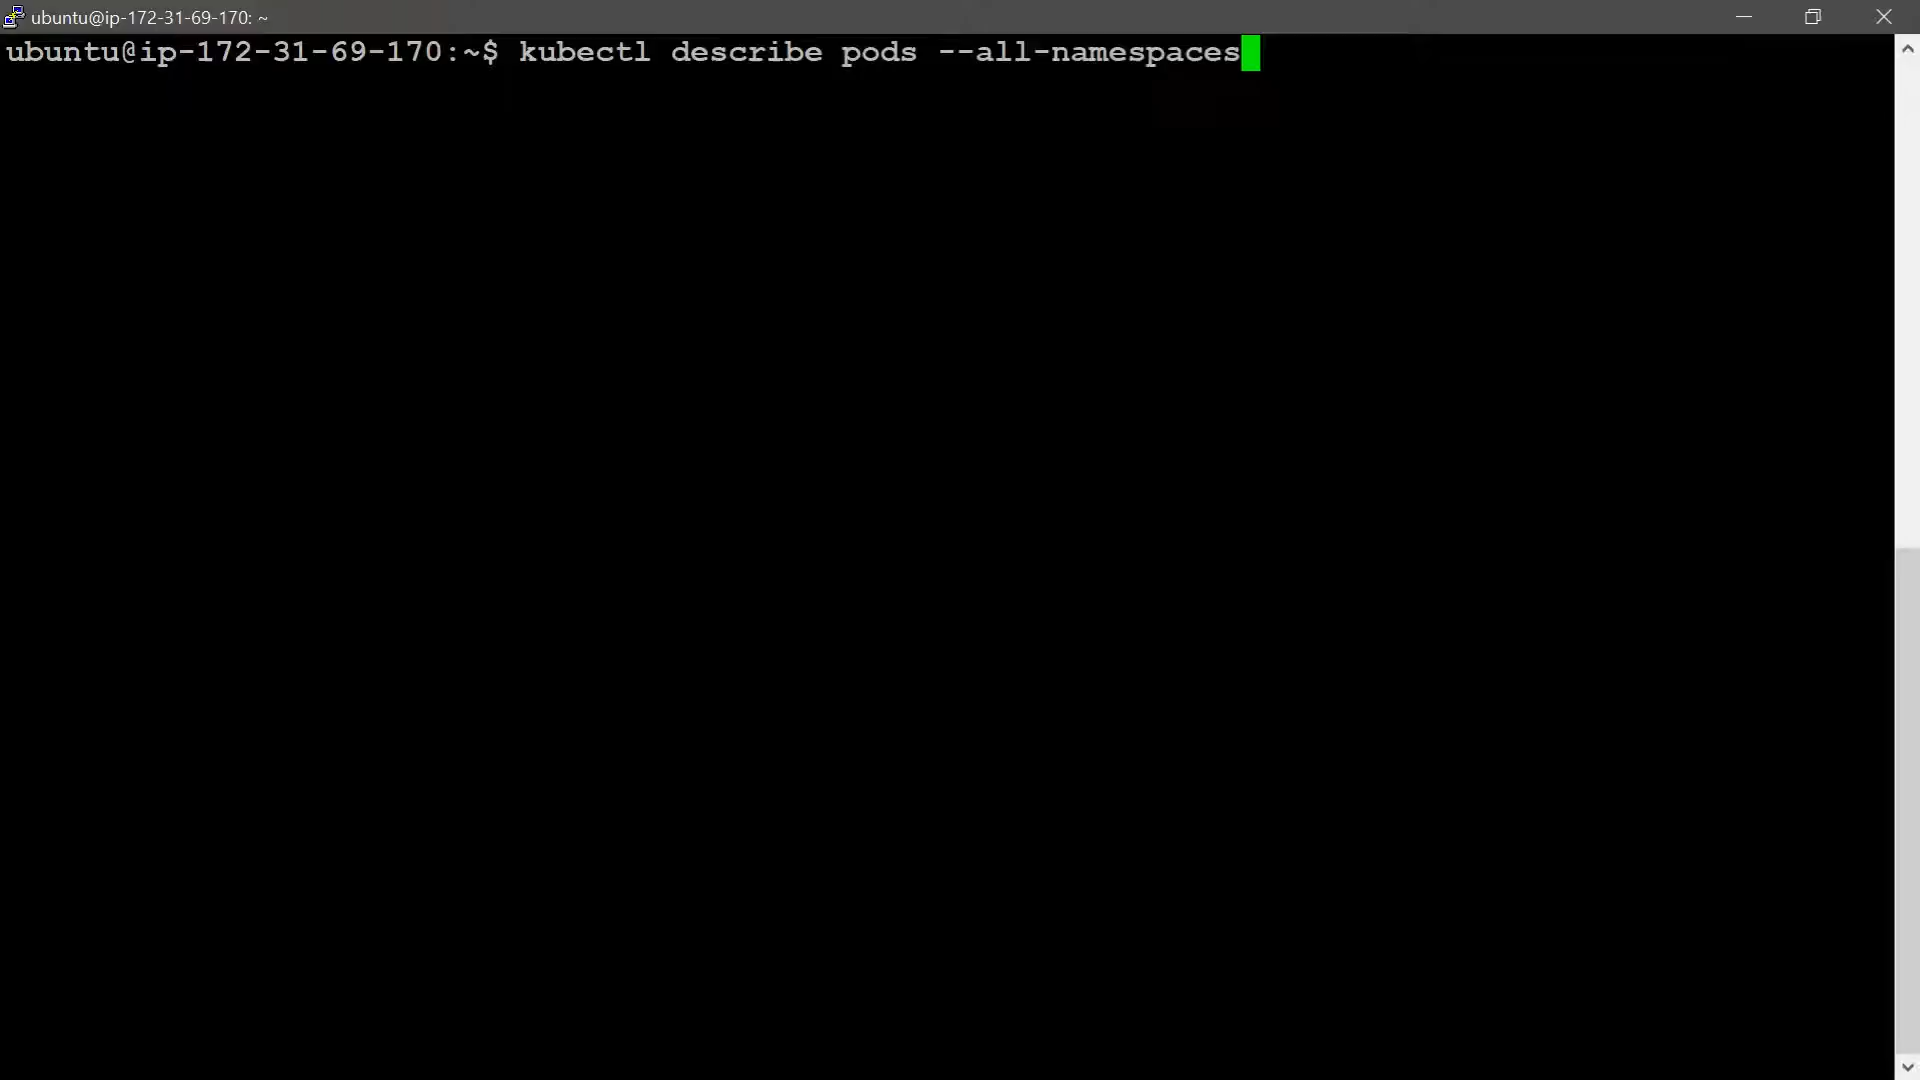 ubuntu@ip-172-31-69-170: ~
ubuntu@ip-172-31-69-170:~$ kubectl describe pods --all-namespaces